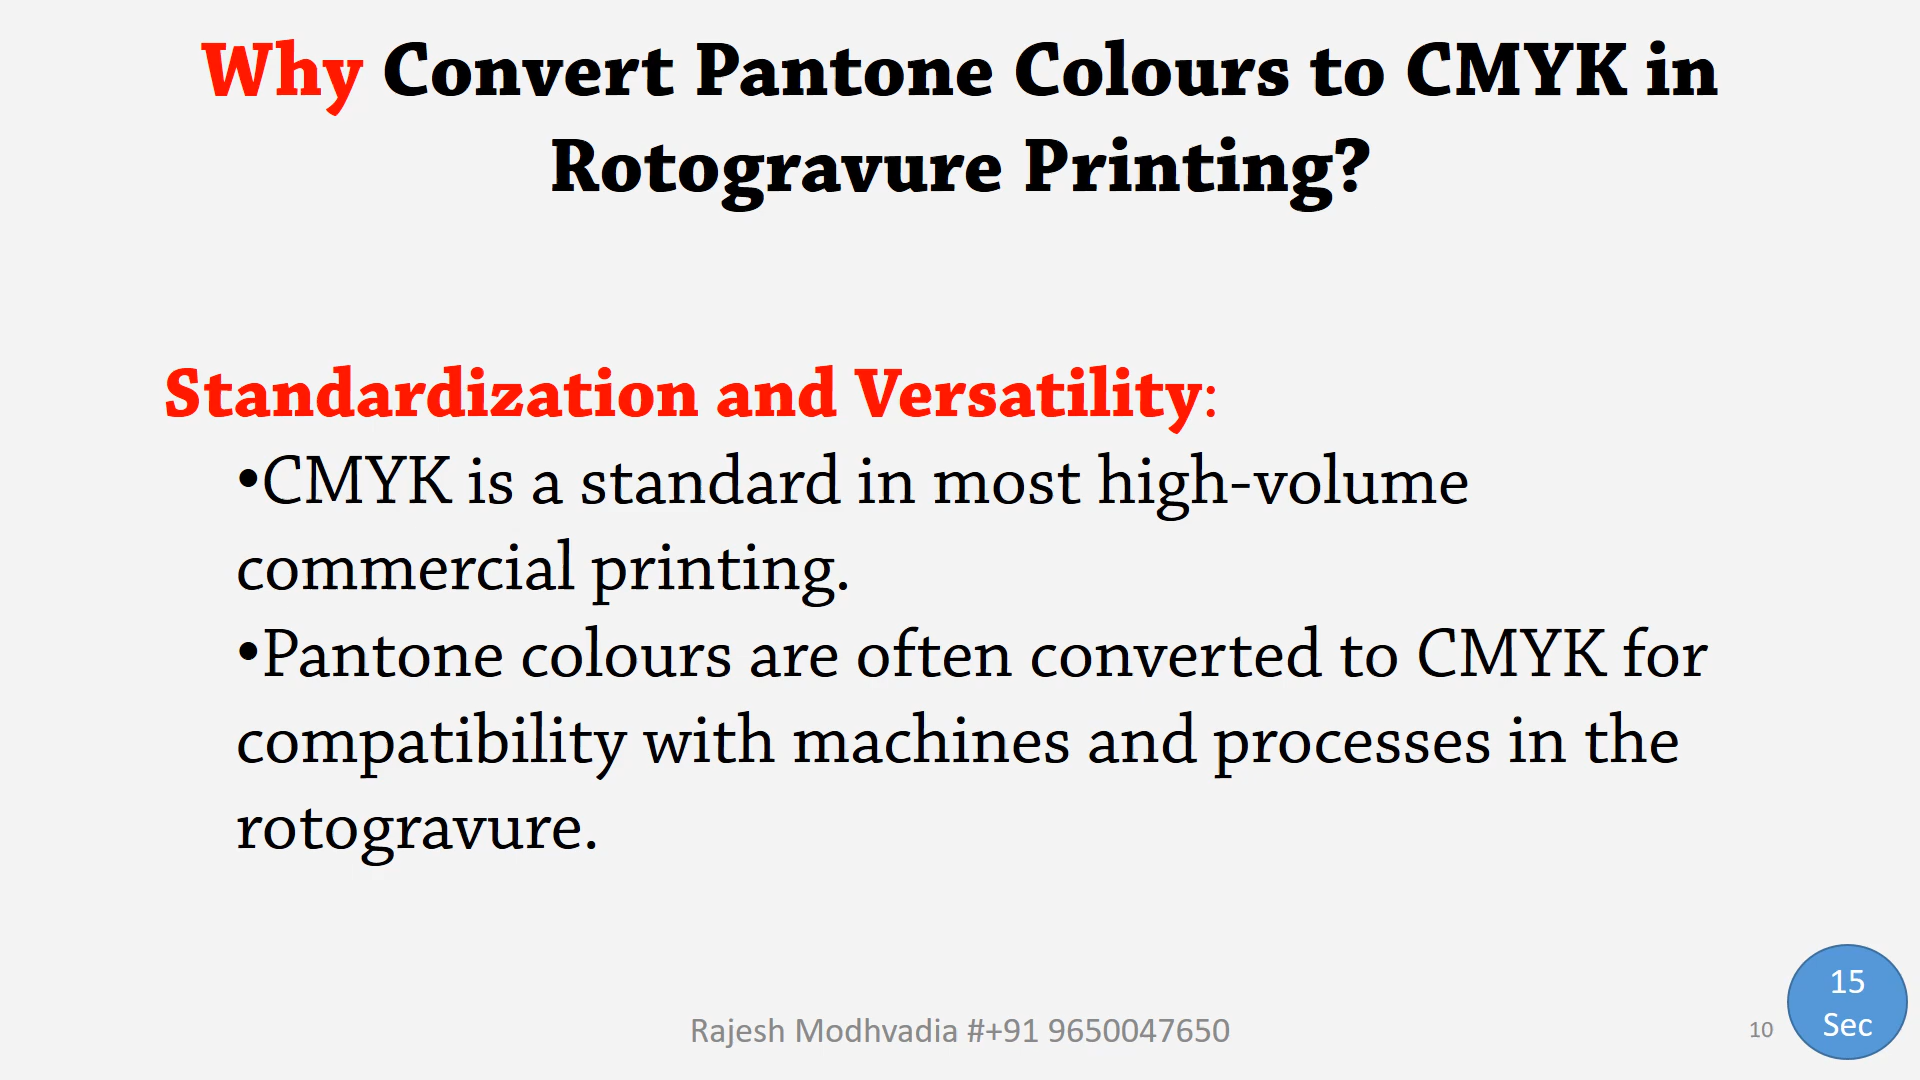 Why Convert Pantone Colours to CMYK in
Rotogravure Printing?
Standardization and Versatility:
•CMYK is a standard in most high-volume
commercial printing.
•Pantone colours are often converted to CMYK for
compatibility with machines and processes in the
rotogravure.
Rajesh Modhvadia #+91 9650047650
10
15
Sec